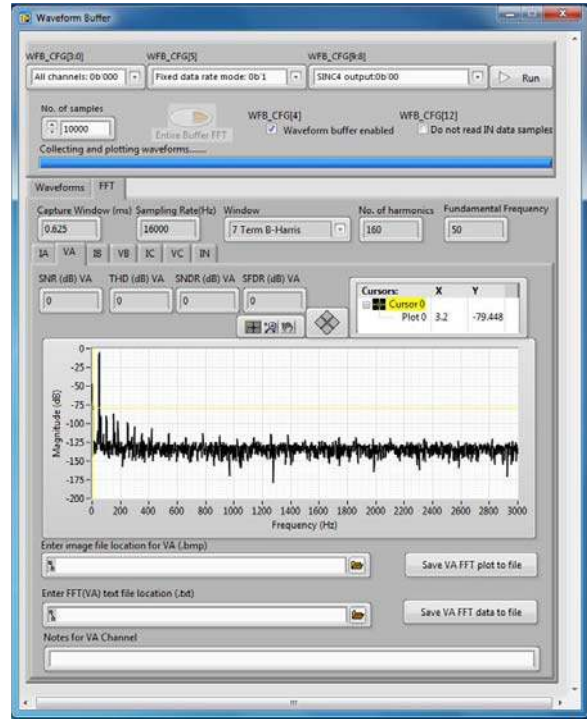 Waveform Buffer
WFB_CFG[3:0] WFB_CFG[5] WFB_CFG[9:8]
All channels: 0b'000 Fixed data rate mode: 0b'1 SINC4 output:0b'00 Run
No. of samples
10000
Entire Buffer FFT
WFB_CFG[4] WFB_CFG[12]
Waveform buffer enabled Do not read IN data samples
Collecting and plotting waveforms......
Waveforms FFT
Capture Window (ms) Sampling Rate(Hz) Window No. of harmonics Fundamental Frequency
0.625 16000 7 Term B-Harris 160 50
IA VA IB VB IC VC IN
SNR (dB) VA THD (dB) VA SNDR (dB) VA SFDR (dB) VA
0 0 0 0
Cursors: X Y
Cursor 0
Plot 0 3.2 -79.448
0
-25
-50
-75
-100
-125
-150
-175
-200
Magnitude (dB)
0 200 400 600 800 1000 1200 1400 1600 1800 2000 2200 2400 2600 2800 3000
Frequency (Hz)
Enter image file location for VA (.bmp)
Save VA FFT plot to file
Enter FFT(VA) text file location (.txt)
Save VA FFT data to file
Notes for VA Channel